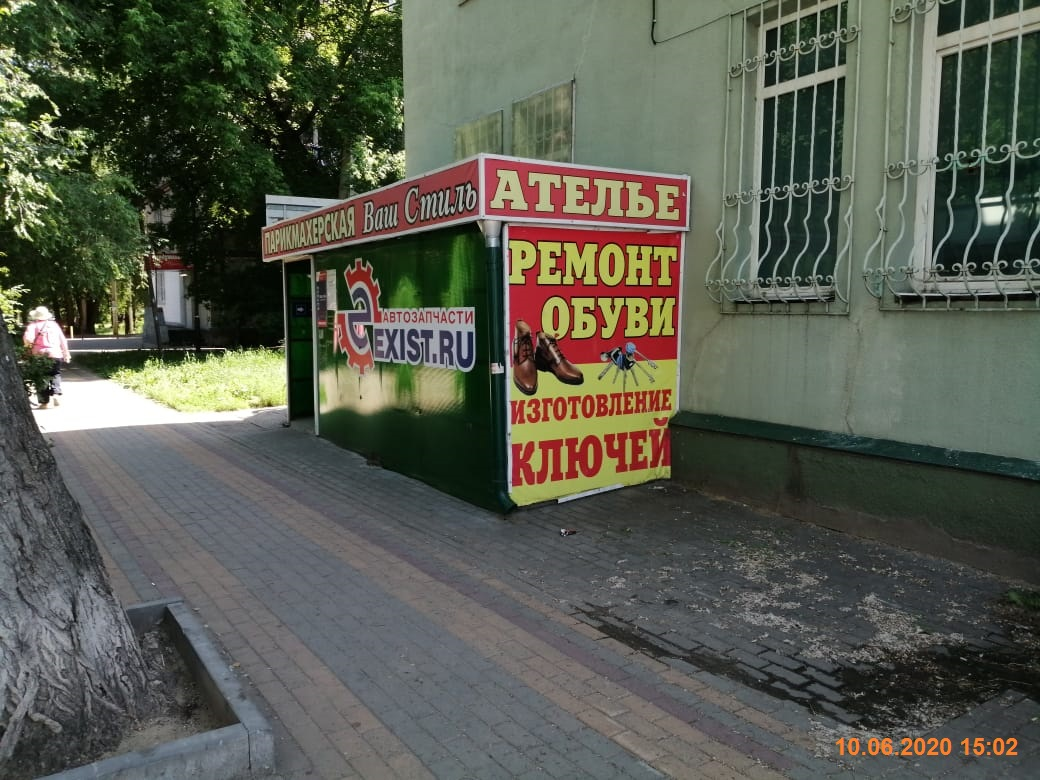 ПАРИКМАХЕРСКАЯ Ваш Стиль
АТЕЛЬЕ
РЕМОНТ
ОБУВИ
ИЗГОТОВЛЕНИЕ
КЛЮЧЕЙ
АВТОЗАПЧАСТИ
EXIST.RU
10.06.2020 15:02